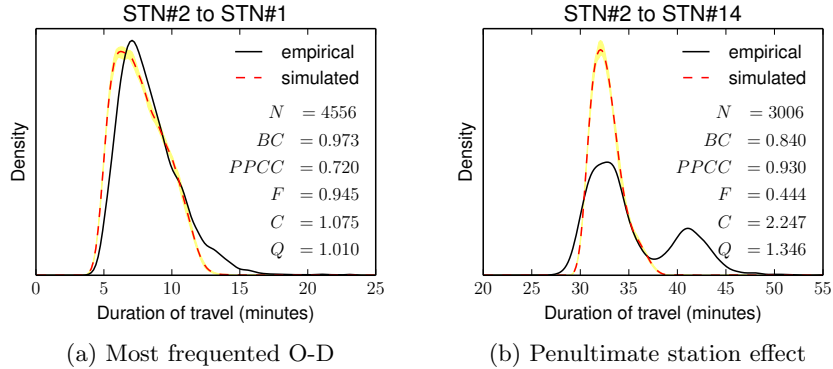 STN#2 to STN#1
Density
empirical
simulated
N = 4556
BC = 0.973
PPCC = 0.720
F = 0.945
C = 1.075
Q = 1.010
0 5 10 15 20 25
Duration of travel (minutes)
(a) Most frequented O-D
STN#2 to STN#14
Density
empirical
simulated
N = 3006
BC = 0.840
PPCC = 0.930
F = 0.444
C = 2.247
Q = 1.346
20 25 30 35 40 45 50 55
Duration of travel (minutes)
(b) Penultimate station effect